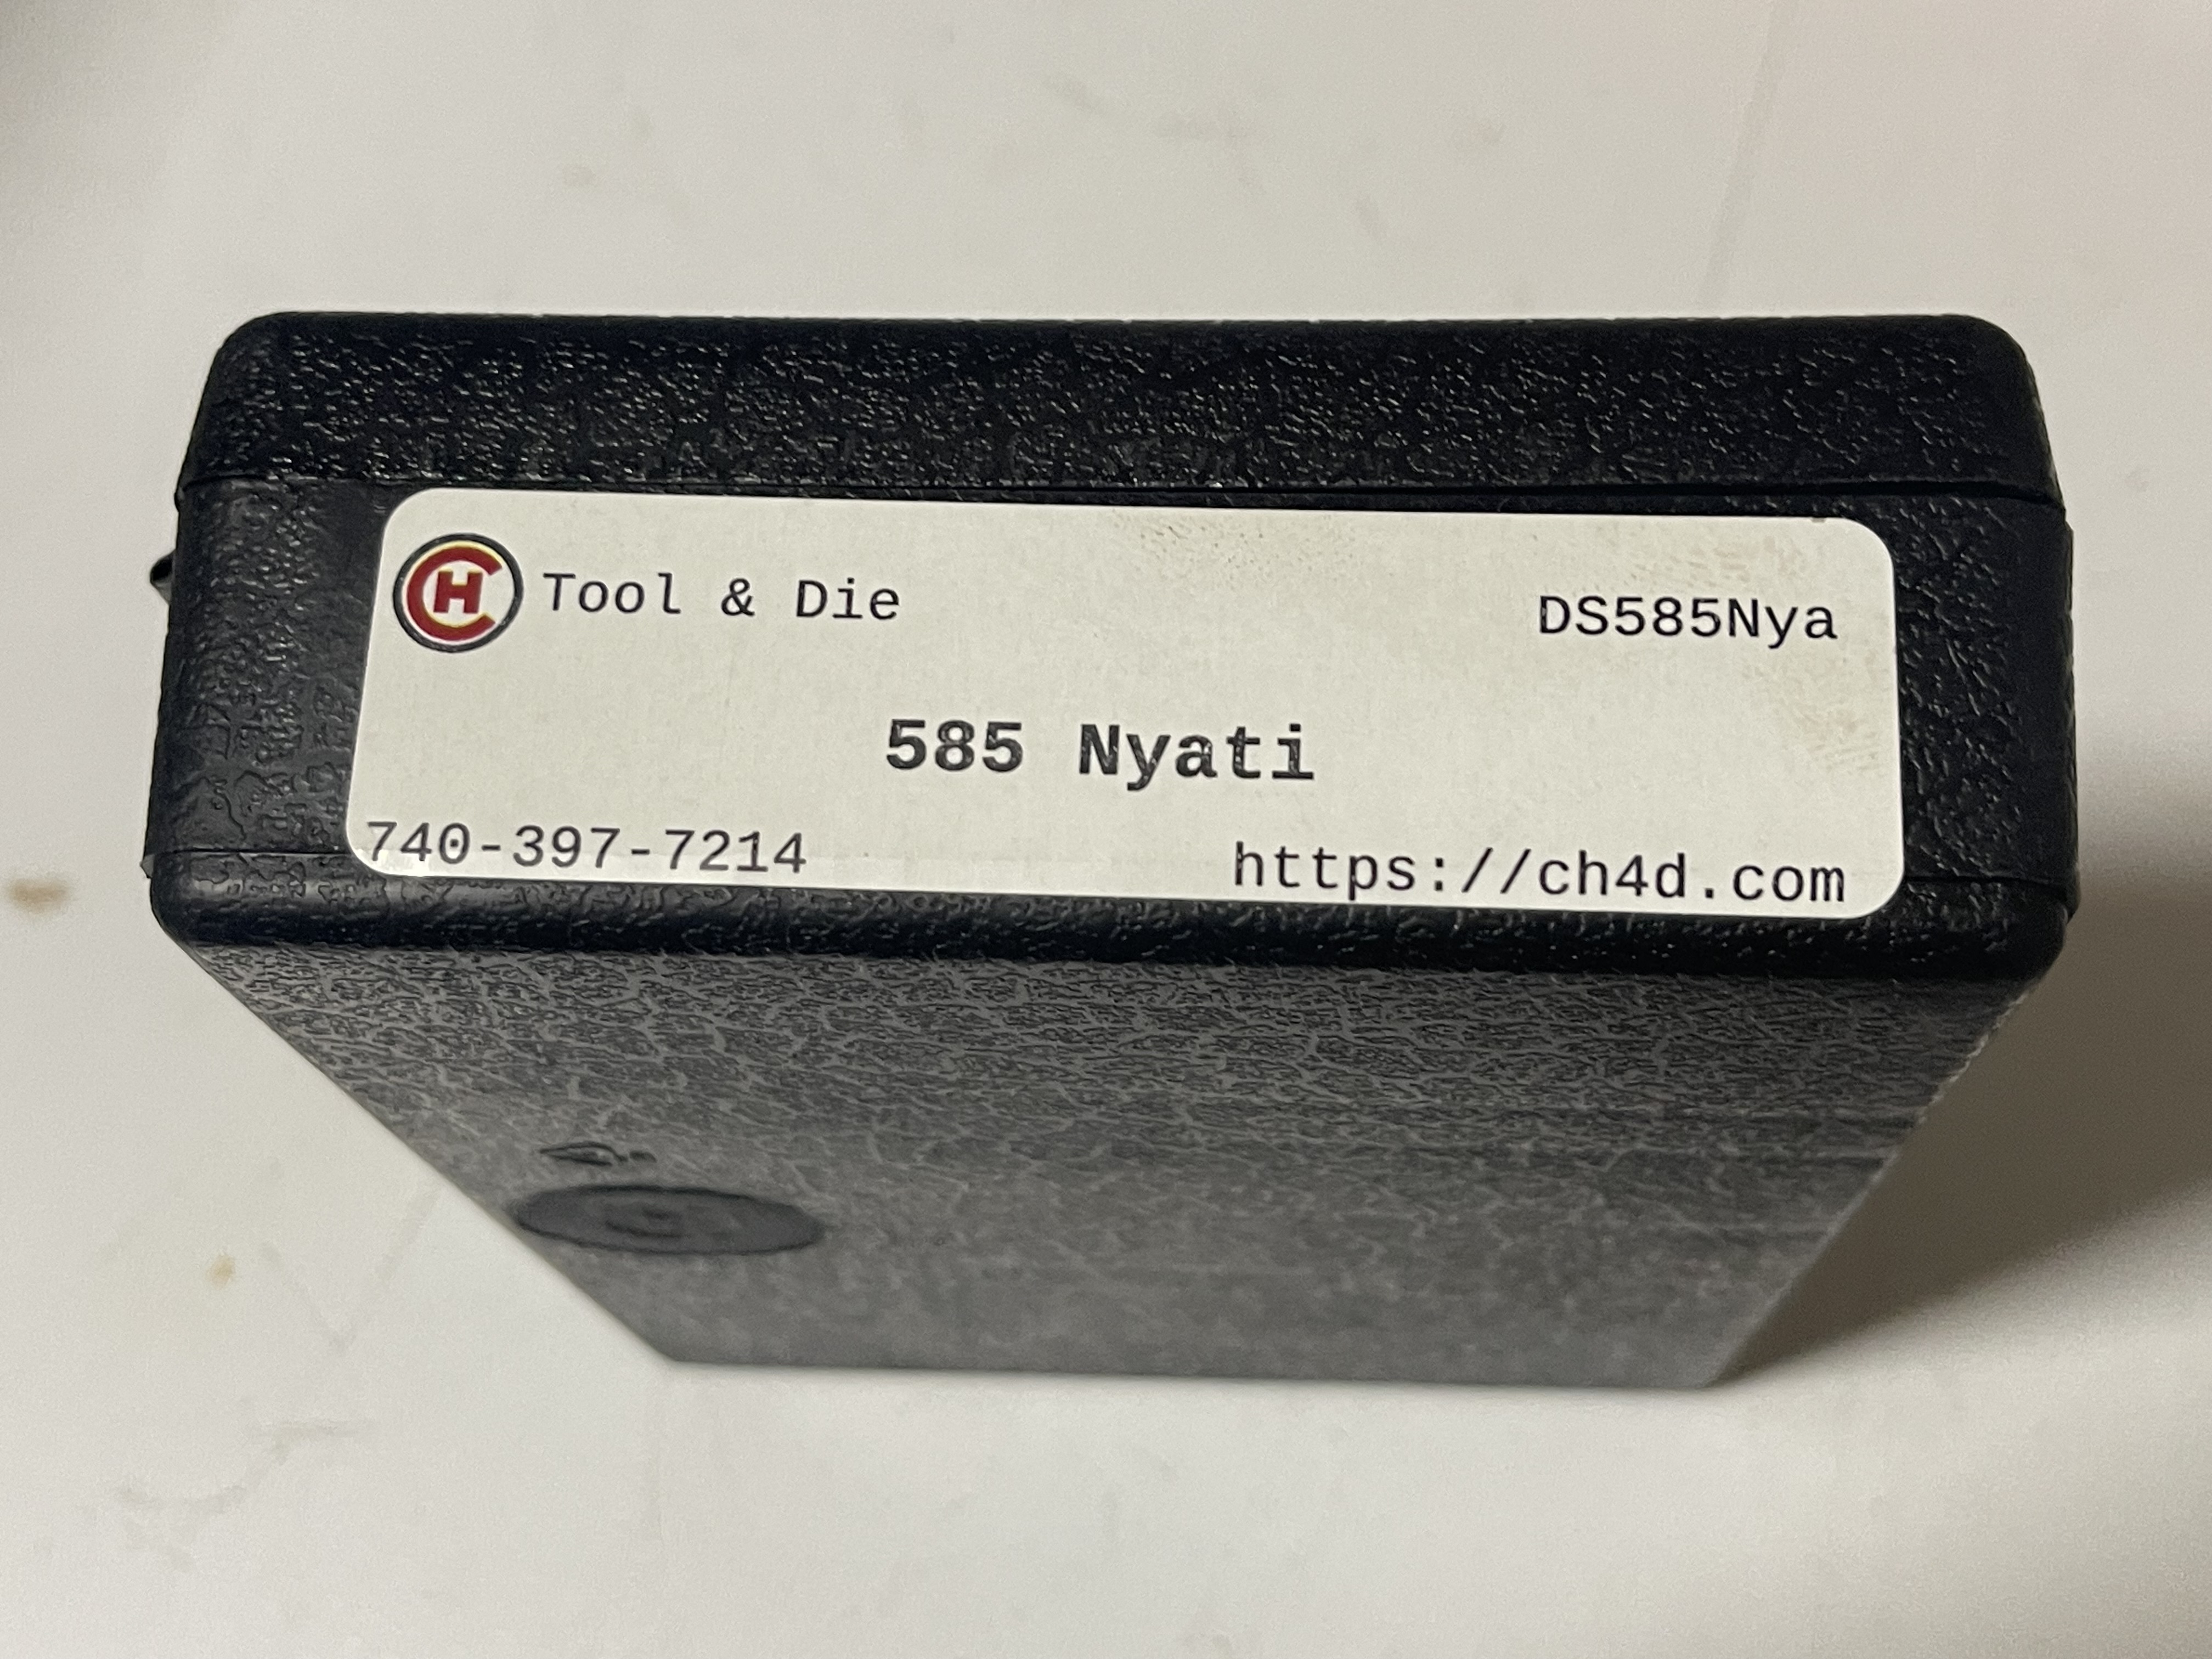 CH Tool & Die DS585Nya
585 Nyati
740-397-7214 https://ch4d.com